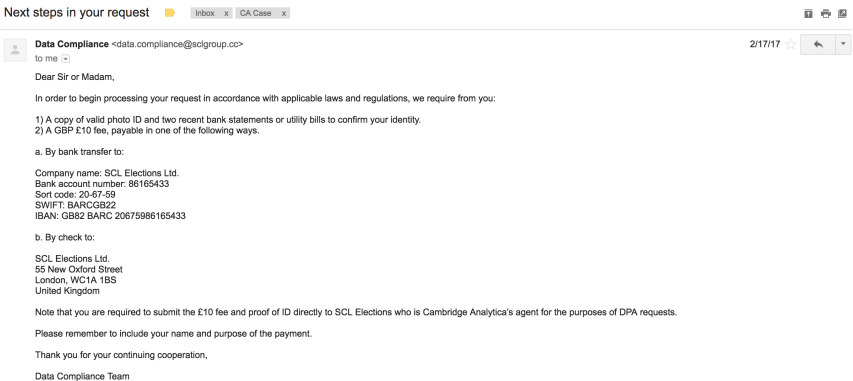 Next steps in your request
Inbox x CA Case x
Data Compliance <data.compliance@sclgroup.cc> 2/17/17
to me
Dear Sir or Madam,
In order to begin processing your request in accordance with applicable laws and regulations, we require from you:
1) A copy of valid photo ID and two recent bank statements or utility bills to confirm your identity.
2) A GBP £10 fee, payable in one of the following ways.
a. By bank transfer to:
Company name: SCL Elections Ltd.
Bank account number: 86165433
Sort code: 20-67-59
SWIFT: BARCGB22
IBAN: GB82 BARC 20675986165433
b. By check to:
SCL Elections Ltd.
55 New Oxford Street
London, WC1A 1BS
United Kingdom
Note that you are required to submit the £10 fee and proof of ID directly to SCL Elections who is Cambridge Analytica's agent for the purposes of DPA requests.
Please remember to include your name and purpose of the payment.
Thank you for your continuing cooperation,
Data Compliance Team